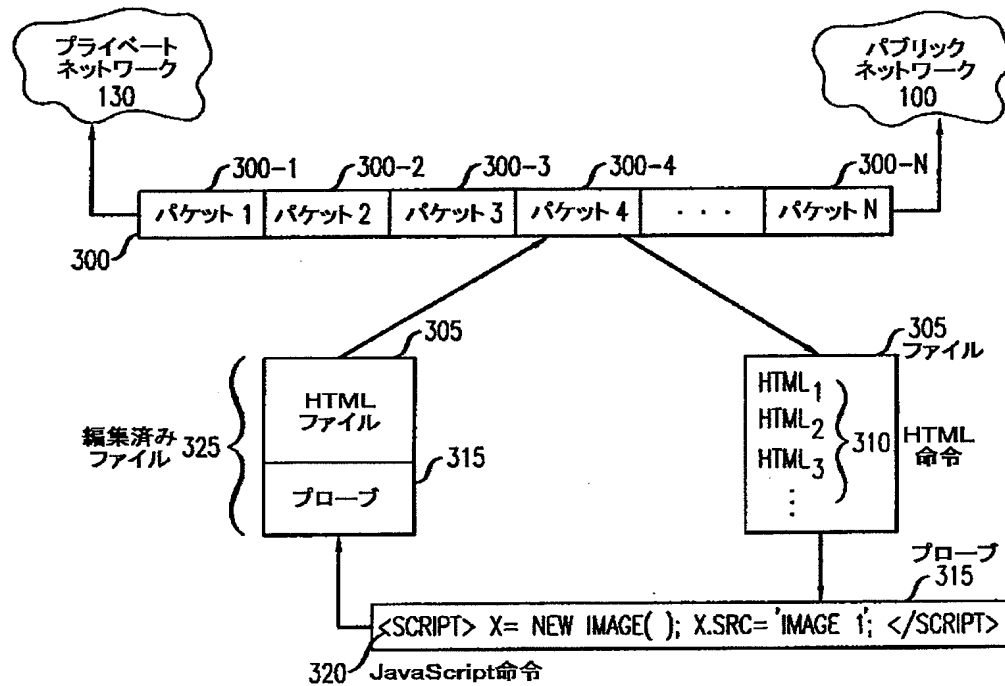 プライベート
ネットワーク
130
パブリック
ネットワーク
100
300-1
300-2
300-3
300-4
300-N
パケット 1
パケット 2
パケット 3
パケット 4
· · ·
パケット N
300
305
HTML
ファイル
編集済み
ファイル
325
315
プローブ
305
ファイル
HTML1
HTML2
HTML3
⋮
310
HTML
命令
プローブ
315
<SCRIPT> X= NEW IMAGE( ); X.SRC= 'IMAGE 1'; </SCRIPT>
320
JavaScript命令